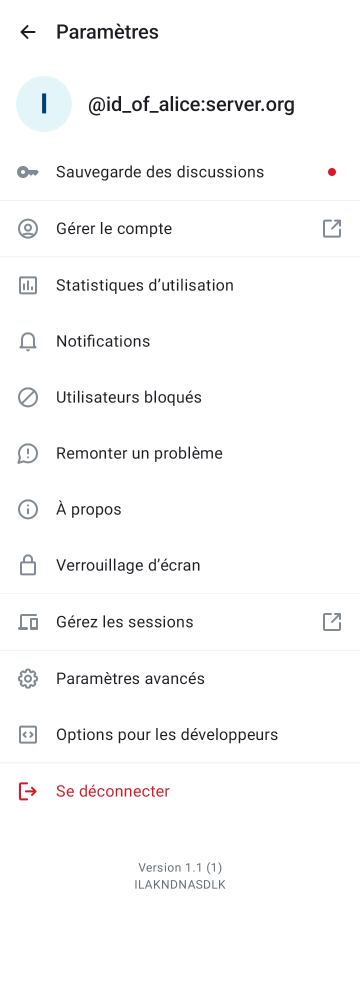 Paramètres
I
@id_of_alice:server.org
Sauvegarde des discussions
Gérer le compte
Statistiques d’utilisation
Notifications
Utilisateurs bloqués
Remonter un problème
À propos
Verrouillage d’écran
Gérez les sessions
Paramètres avancés
Options pour les développeurs
Se déconnecter
Version 1.1 (1)
ILAKNDNASDLK